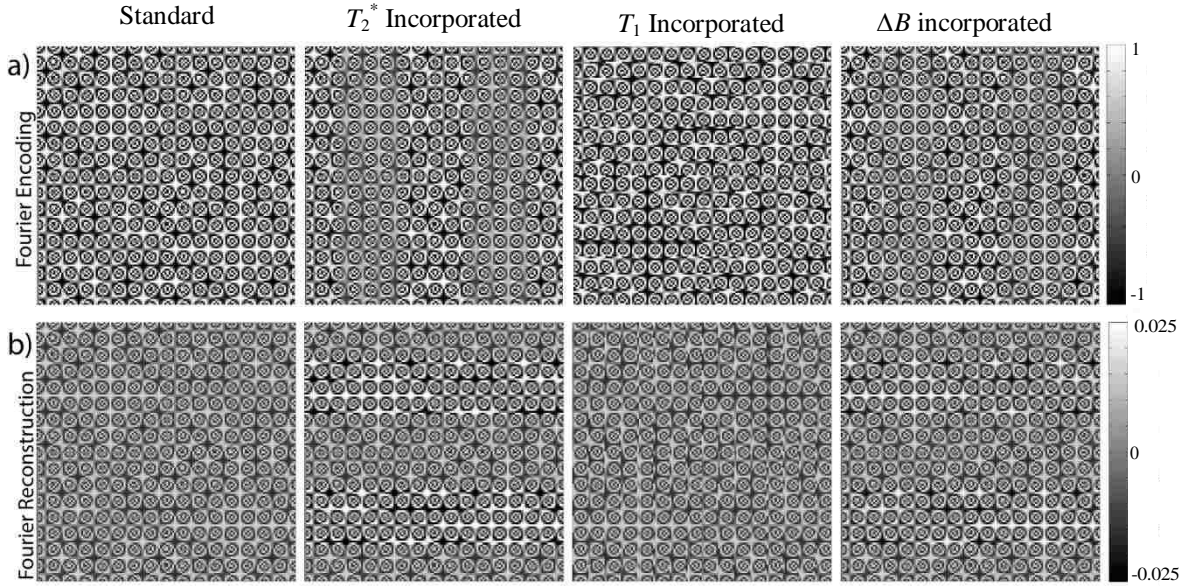 Standard
T₂* Incorporated
T₁ Incorporated
ΔB incorporated
a)
Fourier Encoding
1
0
-1
b)
Fourier Reconstruction
0.025
0
-0.025